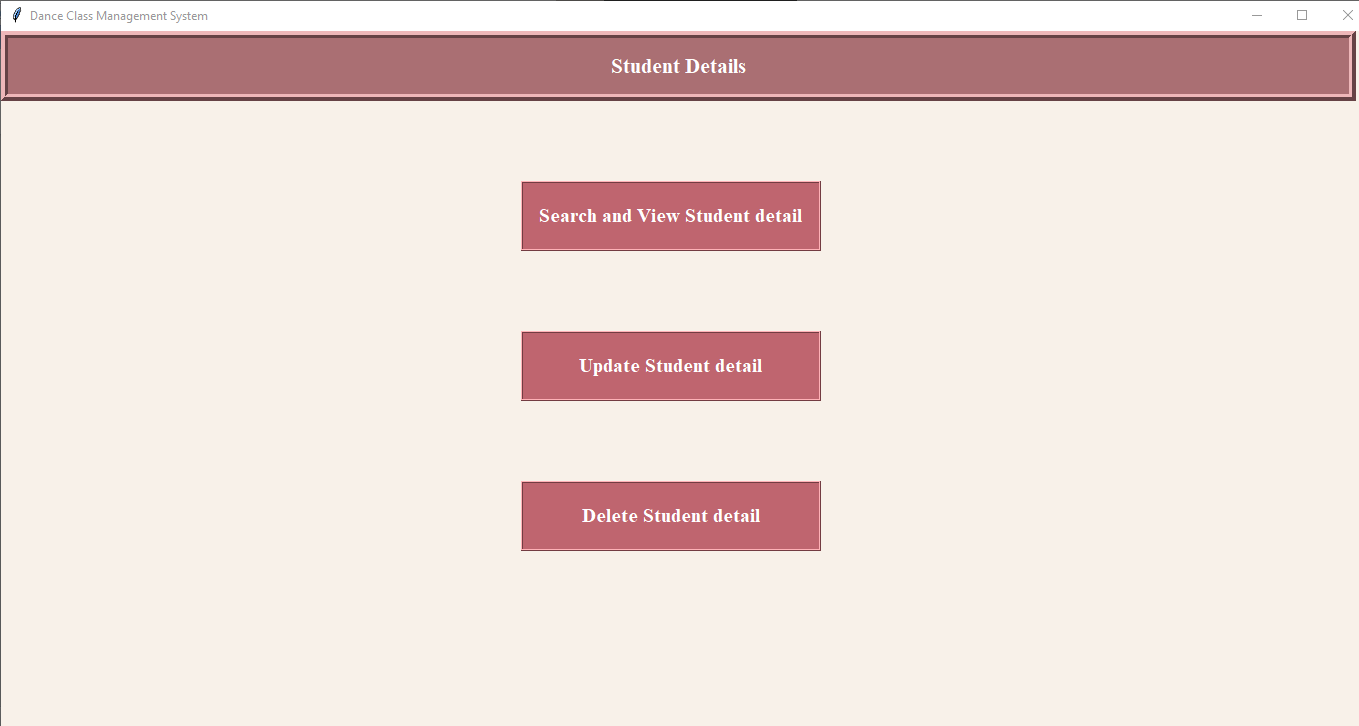 Dance Class Management System
Student Details
Search and View Student detail
Update Student detail
Delete Student detail